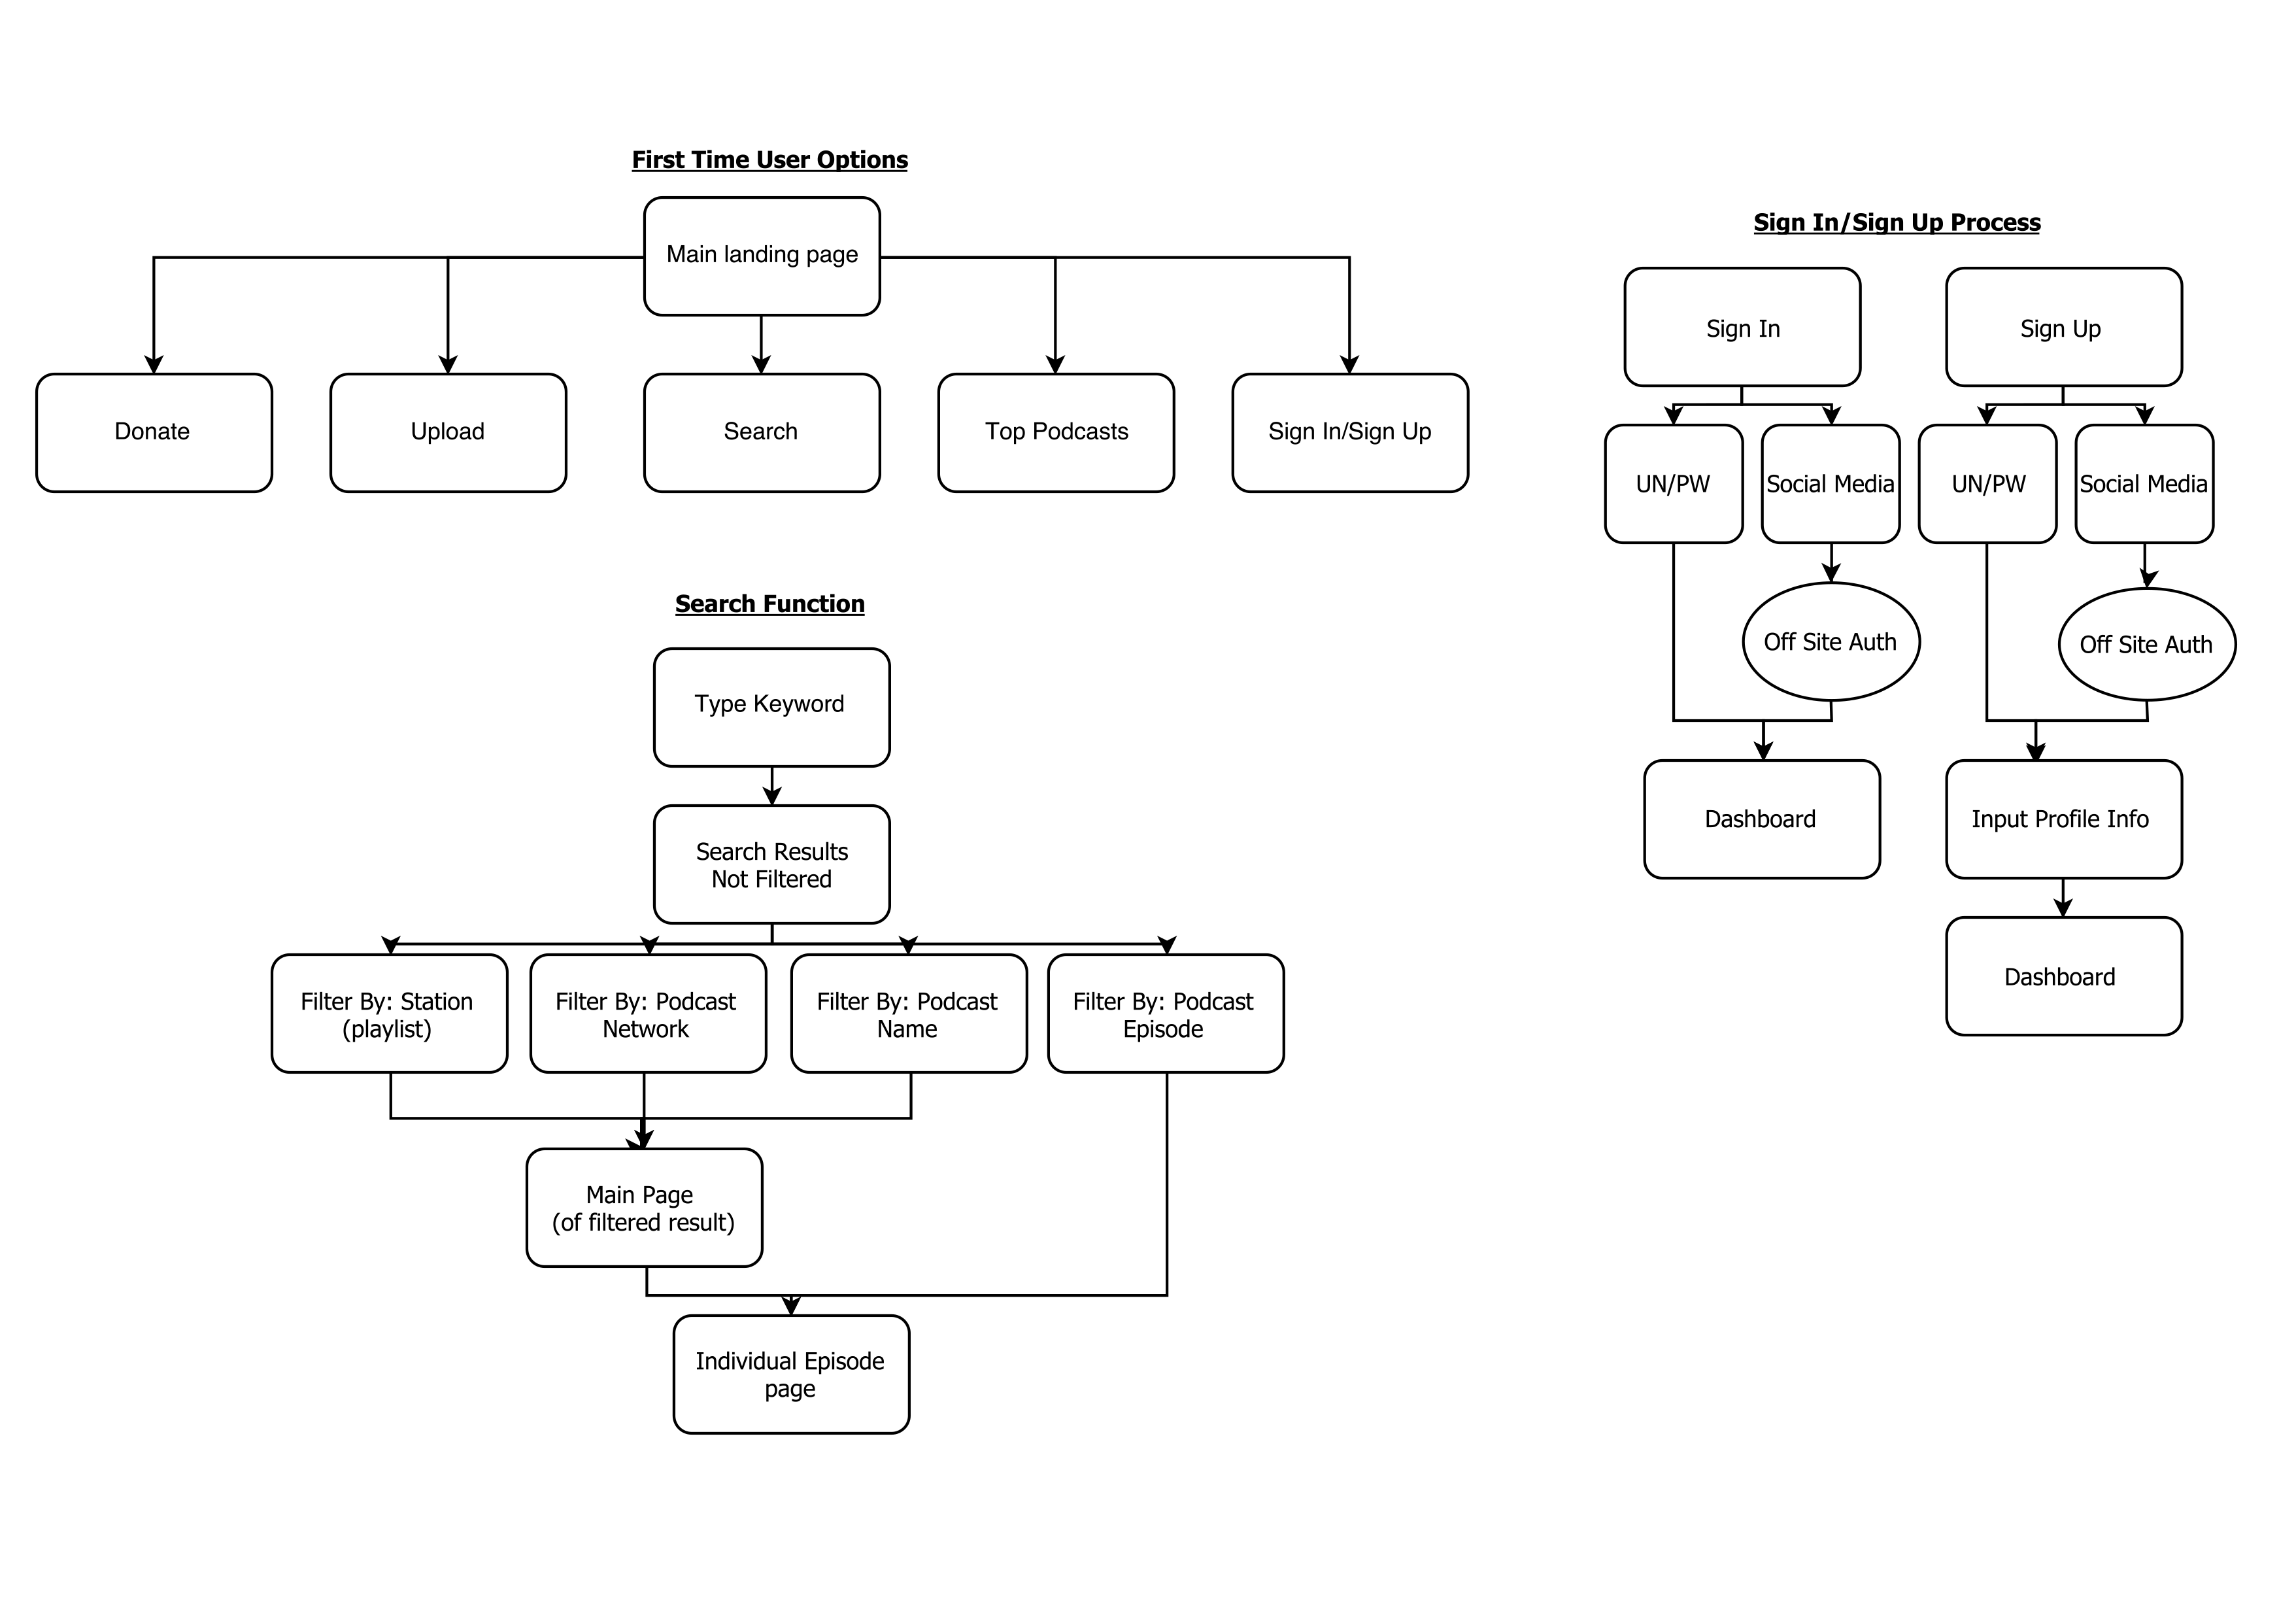 First Time User Options
Main landing page
Donate
Upload
Search
Top Podcasts
Sign In/Sign Up
Search Function
Type Keyword
Search Results
Not Filtered
Filter By: Station
(playlist)
Filter By: Podcast
Network
Filter By: Podcast
Name
Filter By: Podcast
Episode
Main Page
(of filtered result)
Individual Episode
page
Sign In/Sign Up Process
Sign In
Sign Up
UN/PW
Social Media
UN/PW
Social Media
Off Site Auth
Off Site Auth
Dashboard
Input Profile Info
Dashboard